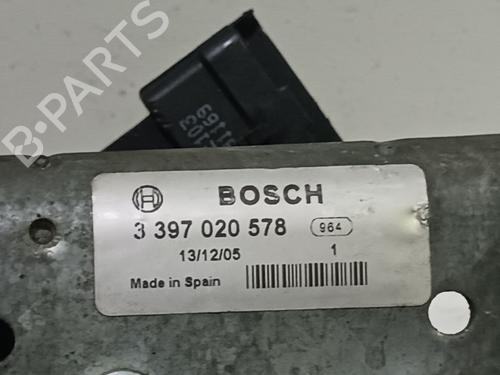 BOSCH
3 397 020 578 964
13/12/05 1
Made in Spain
B-PARTS